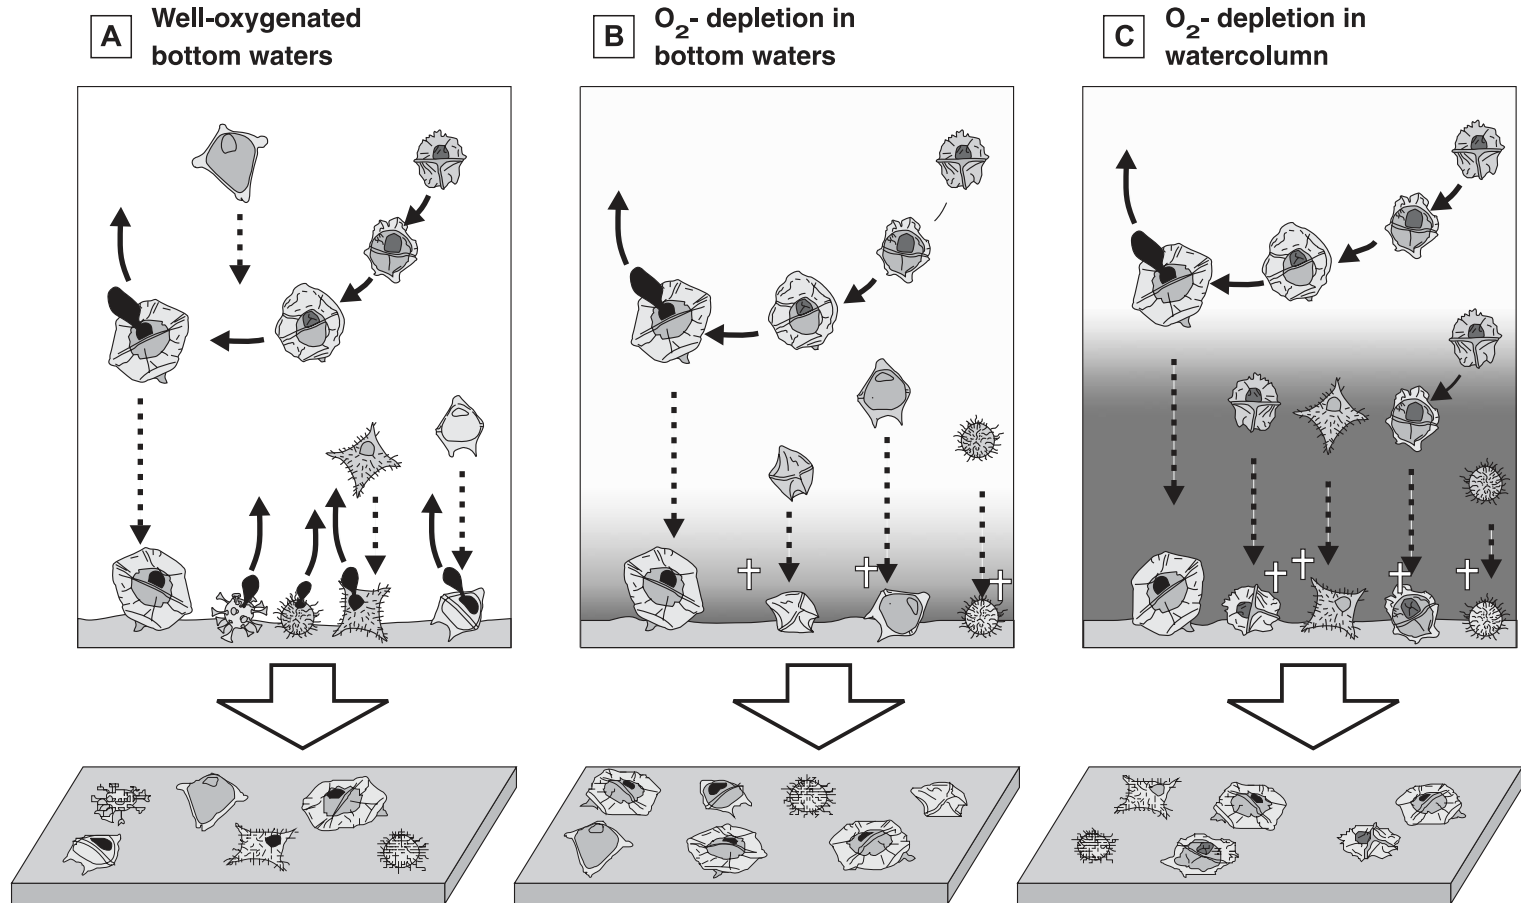 A
Well-oxygenated
bottom waters
B
O2- depletion in
bottom waters
C
O2- depletion in
watercolumn